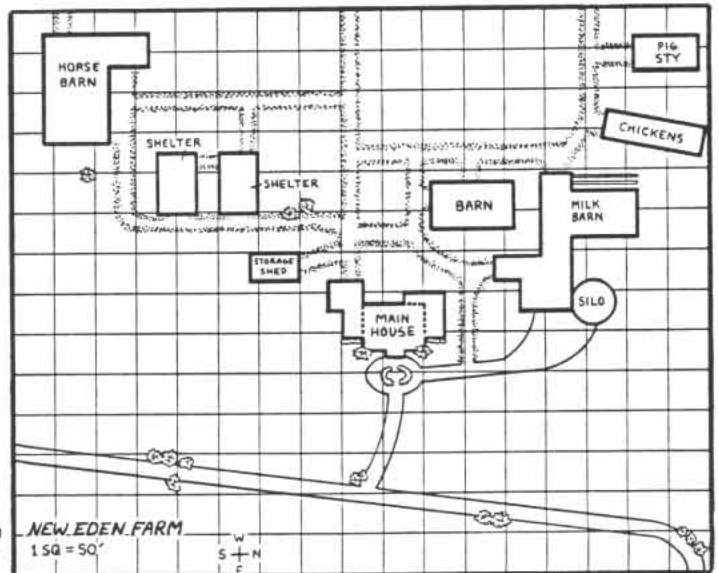 HORSE
BARN
PIG
STY
CHICKENS
SHELTER
SHELTER
BARN
MILK
BARN
STORAGE
SHED
SILO
MAIN
HOUSE
NEW EDEN FARM
1 SQ = 50'
W
S N
E